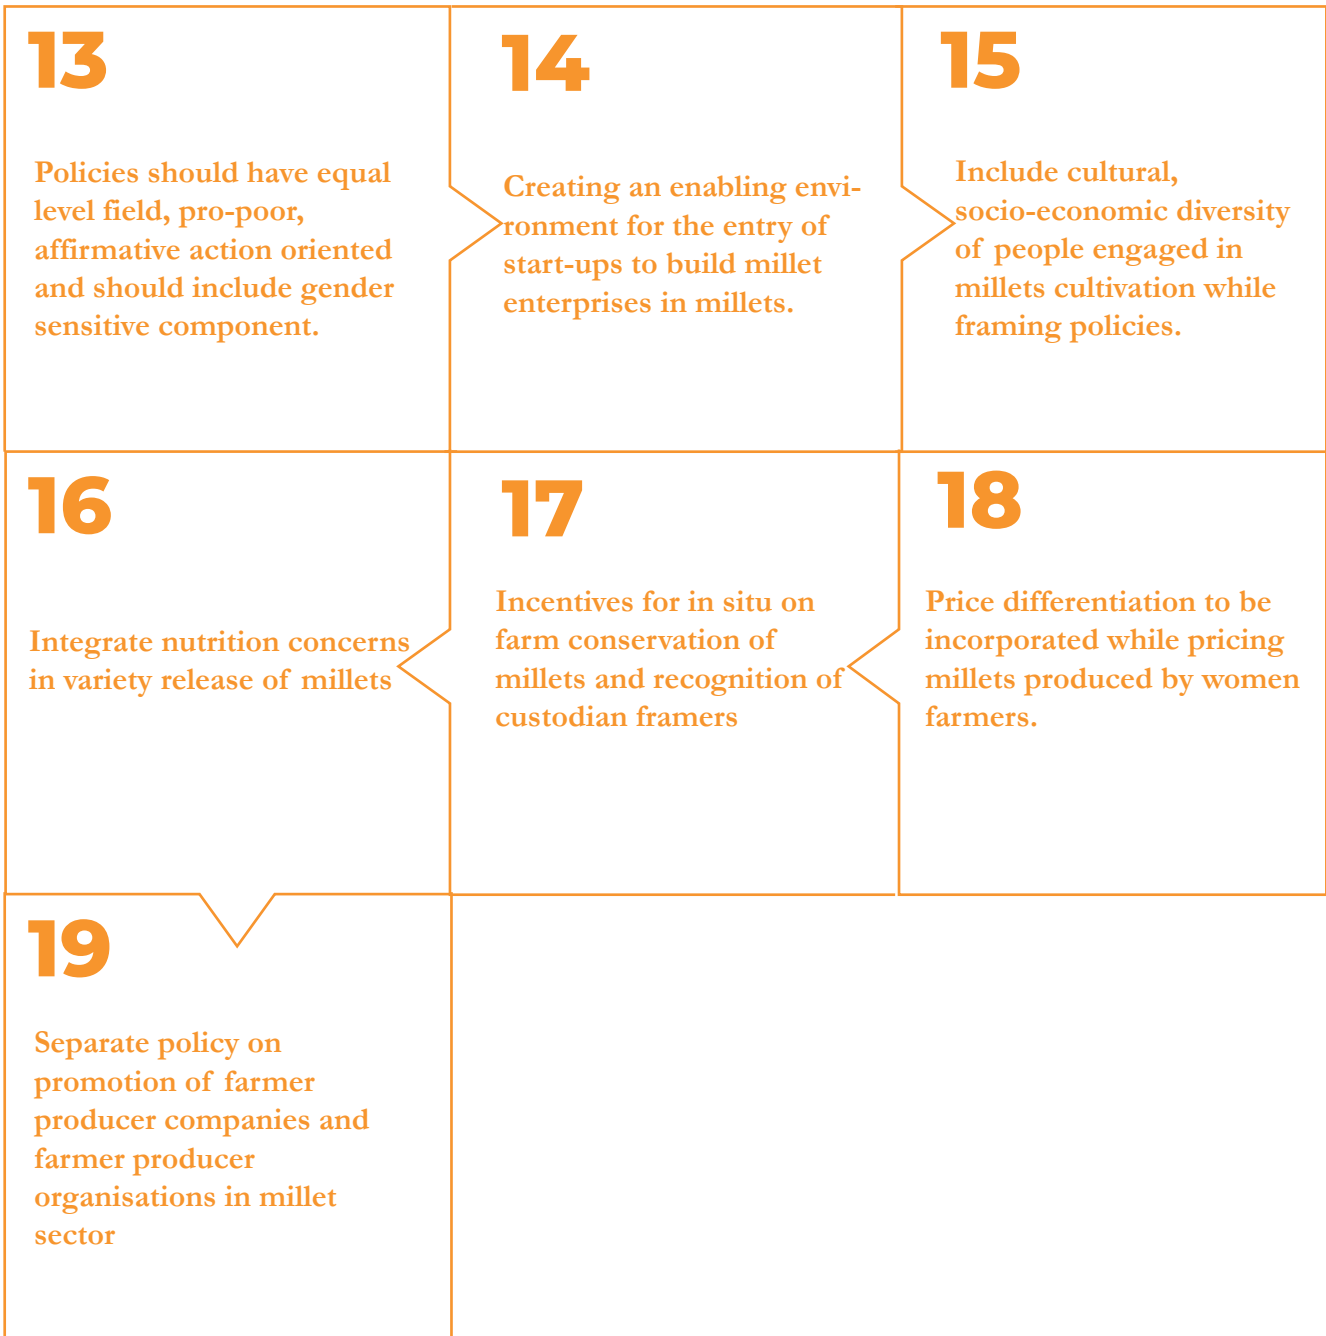 13
Policies should have equal
level field, pro-poor,
affirmative action oriented
and should include gender
sensitive component.
14
Creating an enabling envi-
ronment for the entry of
start-ups to build millet
enterprises in millets.
15
Include cultural,
socio-economic diversity
of people engaged in
millets cultivation while
framing policies.
16
Integrate nutrition concerns
in variety release of millets
17
Incentives for in situ on
farm conservation of
millets and recognition of
custodian framers
18
Price differentiation to be
incorporated while pricing
millets produced by women
farmers.
19
Separate policy on
promotion of farmer
producer companies and
farmer producer
organisations in millet
sector